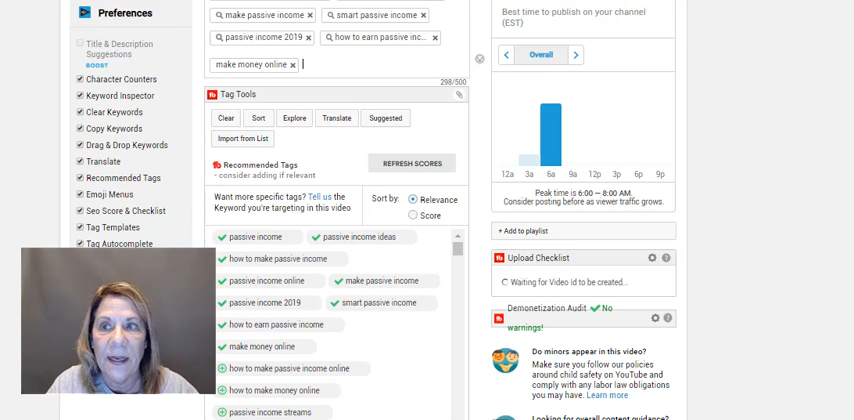 Preferences
Title & Description
Suggestions
BOOST
Character Counters
Keyword Inspector
Clear Keywords
Copy Keywords
Drag & Drop Keywords
Translate
Recommended Tags
Emoji Menus
Seo Score & Checklist
Tag Templates
Tag Autocomplete
make passive income × smart passive income ×
passive income 2019 × how to earn passive inc... ×
make money online ×
298/500
Tag Tools
Clear Sort Explore Translate Suggested
Import from List
Recommended Tags
- consider adding if relevant
REFRESH SCORES
Want more specific tags? Tell us the
Keyword you're targeting in this video
Sort by: Relevance
Score
passive income passive income ideas
how to make passive income
passive income online make passive income
passive income 2019 smart passive income
how to earn passive income
make money online
how to make passive income online
how to make money online
passive income streams
Best time to publish on your channel
(EST)
Overall
12a 3a 6a 9a 12p 3p 6p 9p
Peak time is 6:00 – 8:00 AM.
Consider posting before as viewer traffic grows.
+ Add to playlist
Upload Checklist
Waiting for Video Id to be created...
Demonetization Audit No
warnings!
Do minors appear in this video?
Make sure you follow our policies
around child safety on YouTube and
comply with any labor law obligations
you may have. Learn more
Looking for overall content guidance?